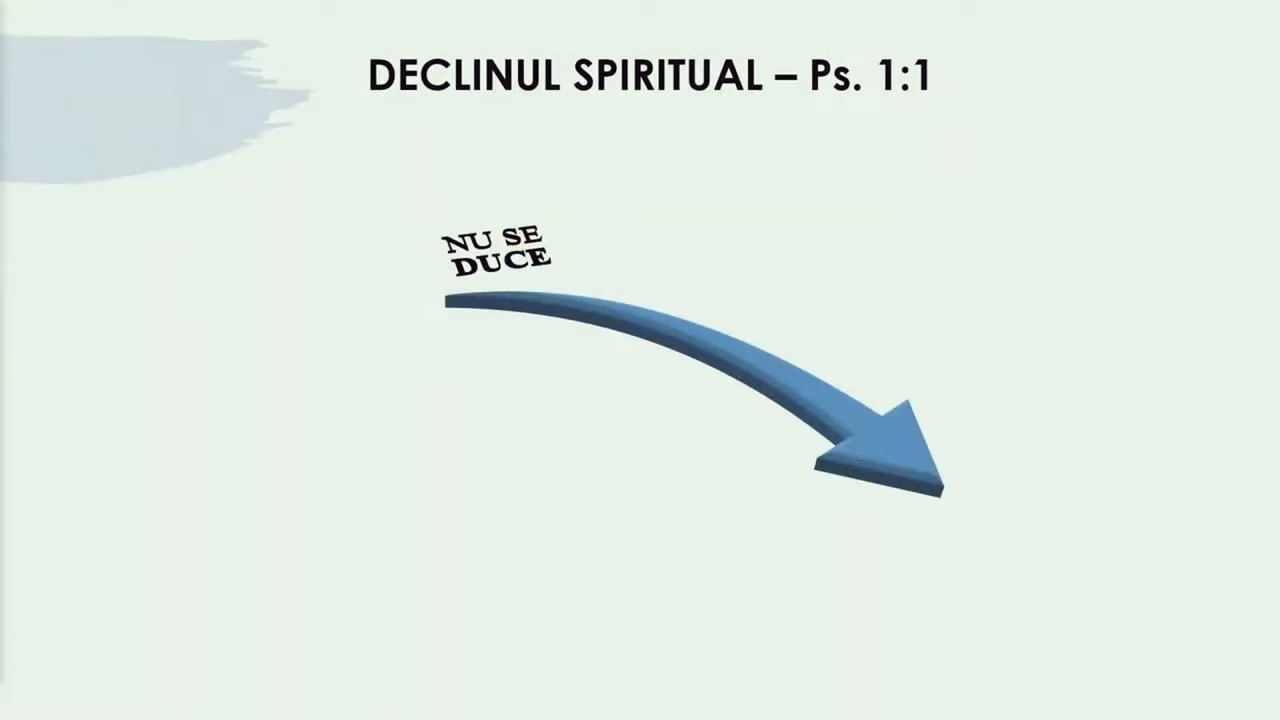 DECLINUL SPIRITUAL – Ps. 1:1
NU SE
DUCE